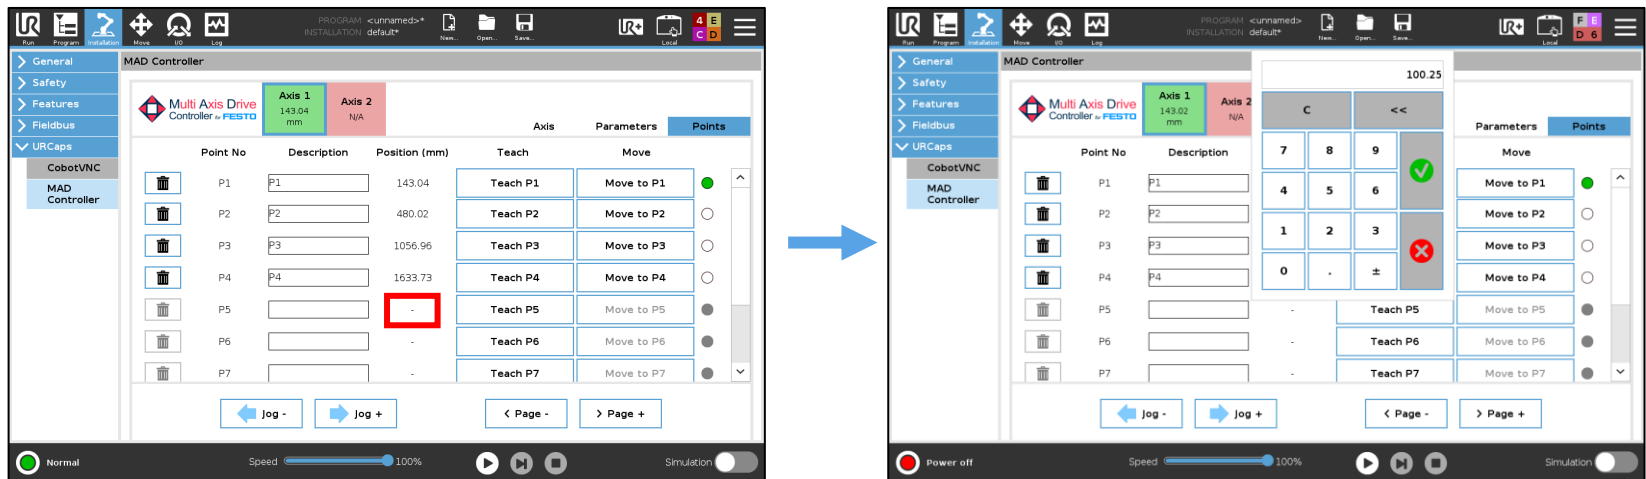 PROGRAM <unnamed>*
INSTALLATION default*
Run Program Installation Move I/O Log New... Open... Save... Local
4 E
C D
General
Safety
Features
Fieldbus
URCaps
CobotVNC
MAD
Controller
MAD Controller
Multi Axis Drive
Controller for FESTO
Axis 1
143.04
mm
Axis 2
N/A
Axis Parameters Points
Point No Description Position (mm) Teach Move
P1 P1 143.04 Teach P1 Move to P1
P2 P2 480.02 Teach P2 Move to P2
P3 P3 1056.96 Teach P3 Move to P3
P4 P4 1633.73 Teach P4 Move to P4
P5 - Teach P5 Move to P5
P6 - Teach P6 Move to P6
P7 - Teach P7 Move to P7
Jog - Jog + < Page - > Page +
Normal Speed 100% Simulation
PROGRAM <unnamed>
INSTALLATION default*
Run Program Installation Move I/O Log New... Open... Save... Local
F E
D 6
General
Safety
Features
Fieldbus
URCaps
CobotVNC
MAD
Controller
MAD Controller
Multi Axis Drive
Controller for FESTO
Axis 1
143.02
mm
Axis 2
N/A
Parameters Points
100.25
C <<
7 8 9
4 5 6
1 2 3
0 . ±
Point No Description Move
P1 P1 Move to P1
P2 P2 Move to P2
P3 P3 Move to P3
P4 P4 Move to P4
P5 - Teach P5 Move to P5
P6 - Teach P6 Move to P6
P7 - Teach P7 Move to P7
Jog - Jog + < Page - > Page +
Power off Speed 100% Simulation